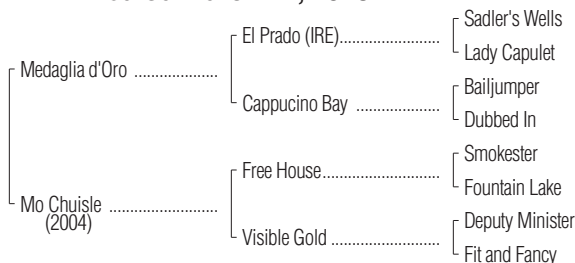 Sadler's Wells
El Prado (IRE)
Lady Capulet
Medaglia d'Oro
Bailjumper
Cappucino Bay
Dubbed In
Smokester
Free House
Fountain Lake
Mo Chuisle
(2004)
Deputy Minister
Visible Gold
Fit and Fancy